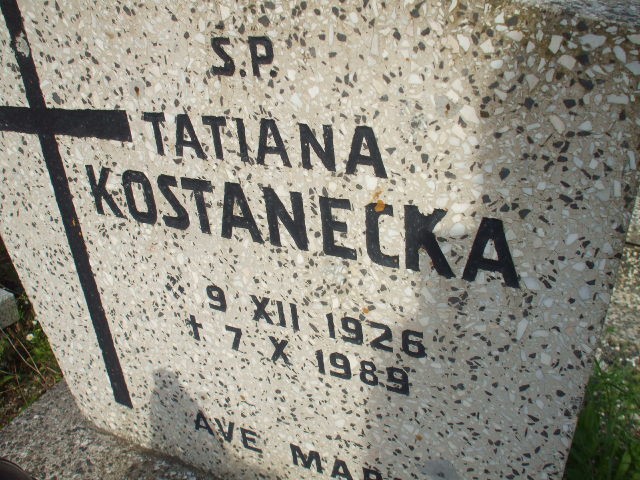 S.P.
TATIANA
KOSTANECKA
* 9 XII 1926
† 7 X 1989
AVE